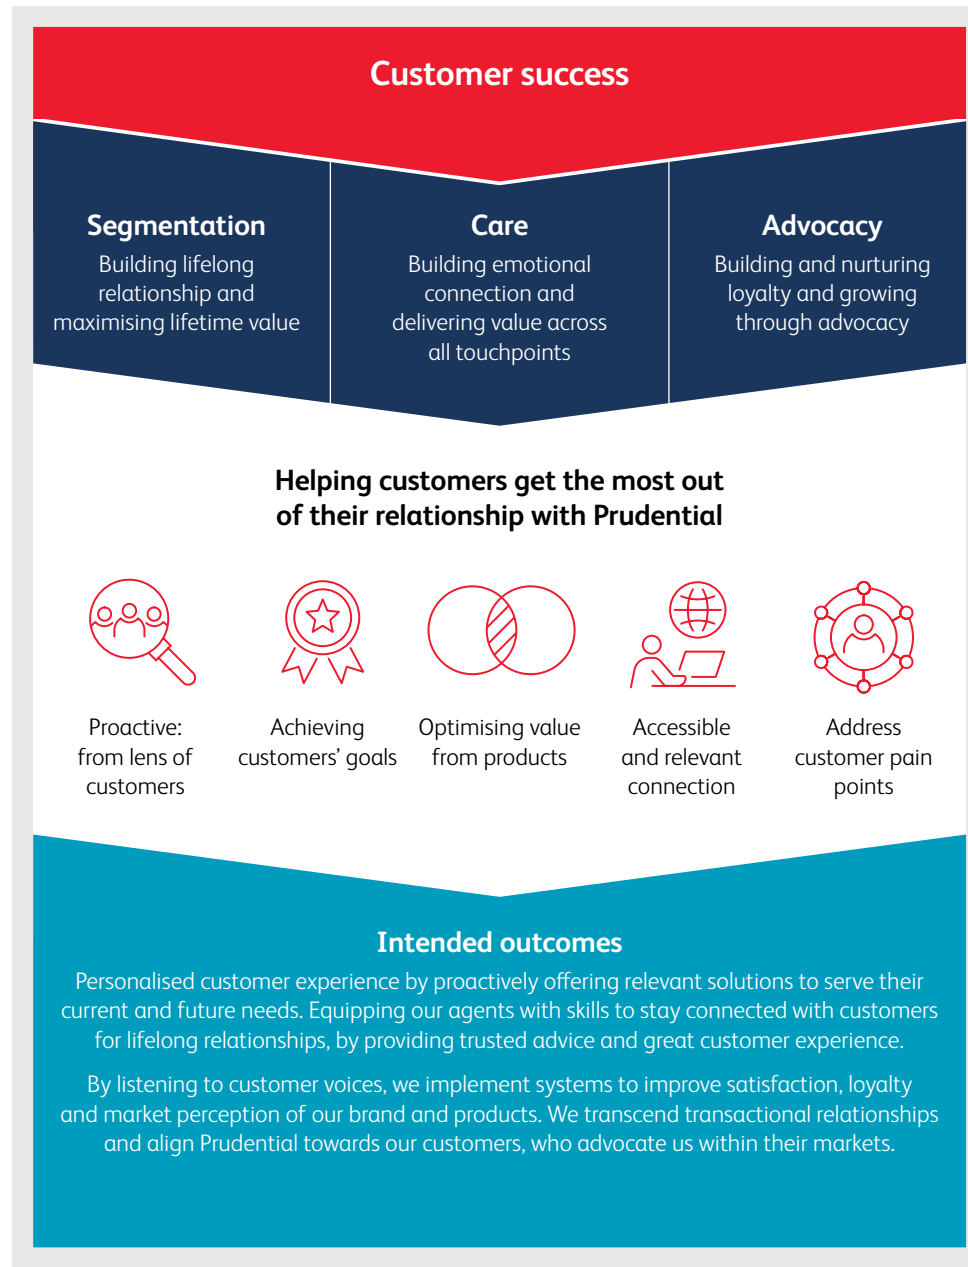 Customer success
Segmentation
Building lifelong
relationship and
maximising lifetime value
Care
Building emotional
connection and
delivering value across
all touchpoints
Advocacy
Building and nurturing
loyalty and growing
through advocacy
Helping customers get the most out
of their relationship with Prudential
Proactive:
from lens of
customers
Achieving
customers’ goals
Optimising value
from products
Accessible
and relevant
connection
Address
customer pain
points
Intended outcomes
Personalised customer experience by proactively offering relevant solutions to serve their
current and future needs. Equipping our agents with skills to stay connected with customers
for lifelong relationships, by providing trusted advice and great customer experience.
By listening to customer voices, we implement systems to improve satisfaction, loyalty
and market perception of our brand and products. We transcend transactional relationships
and align Prudential towards our customers, who advocate us within their markets.